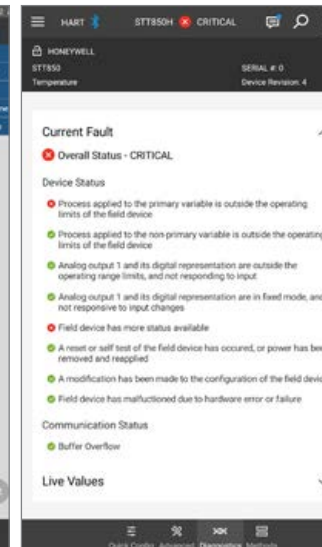 HART STT850H CRITICAL
HONEYWELL
STT850 SERIAL #: 0
Temperature Device Revision: 4
Current Fault
Overall Status - CRITICAL
Device Status
Process applied to the primary variable is outside the operating
limits of the field device
Process applied to the non-primary variable is outside the operating
limits of the field device
Analog output 1 and its digital representation are outside the
operating range limits, and not responding to input
Analog output 1 and its digital representation are in fixed mode, and
not responsive to input changes
Field device has more status available
A reset or self test of the field device has occured, or power has been
removed and reapplied
A modification has been made to the configuration of the field devic
Field device has malfuctioned due to hardware error or failure
Communication Status
Buffer Overflow
Live Values
Quick Config Advanced Diagnostics Methods